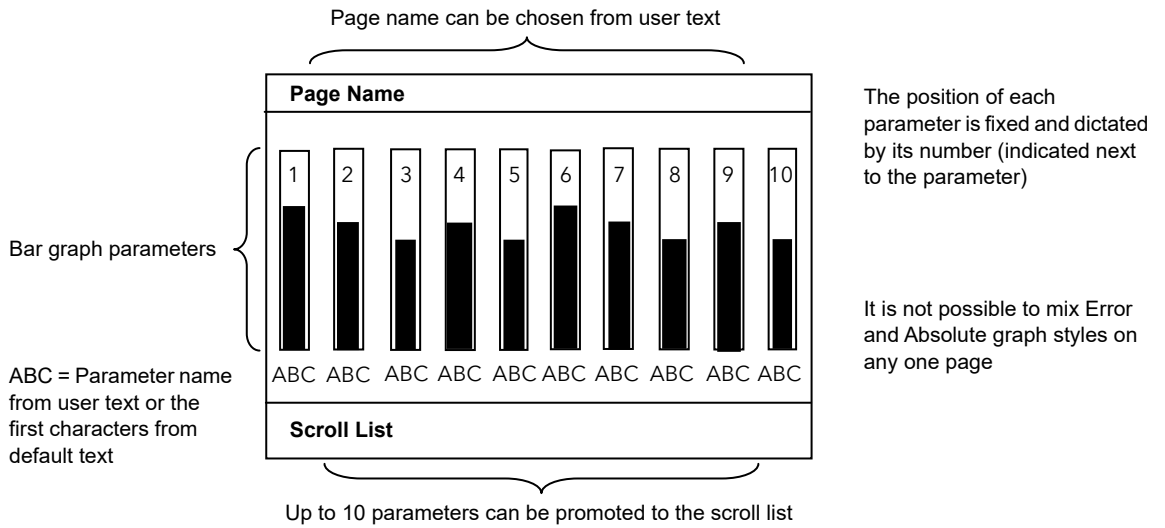 Page name can be chosen from user text
Page Name
1 2 3 4 5 6 7 8 9 10
Bar graph parameters
ABC ABC ABC ABC ABC ABC ABC ABC ABC ABC
ABC = Parameter name
from user text or the
first characters from
default text
Scroll List
Up to 10 parameters can be promoted to the scroll list
The position of each
parameter is fixed and dictated
by its number (indicated next
to the parameter)
It is not possible to mix Error
and Absolute graph styles on
any one page